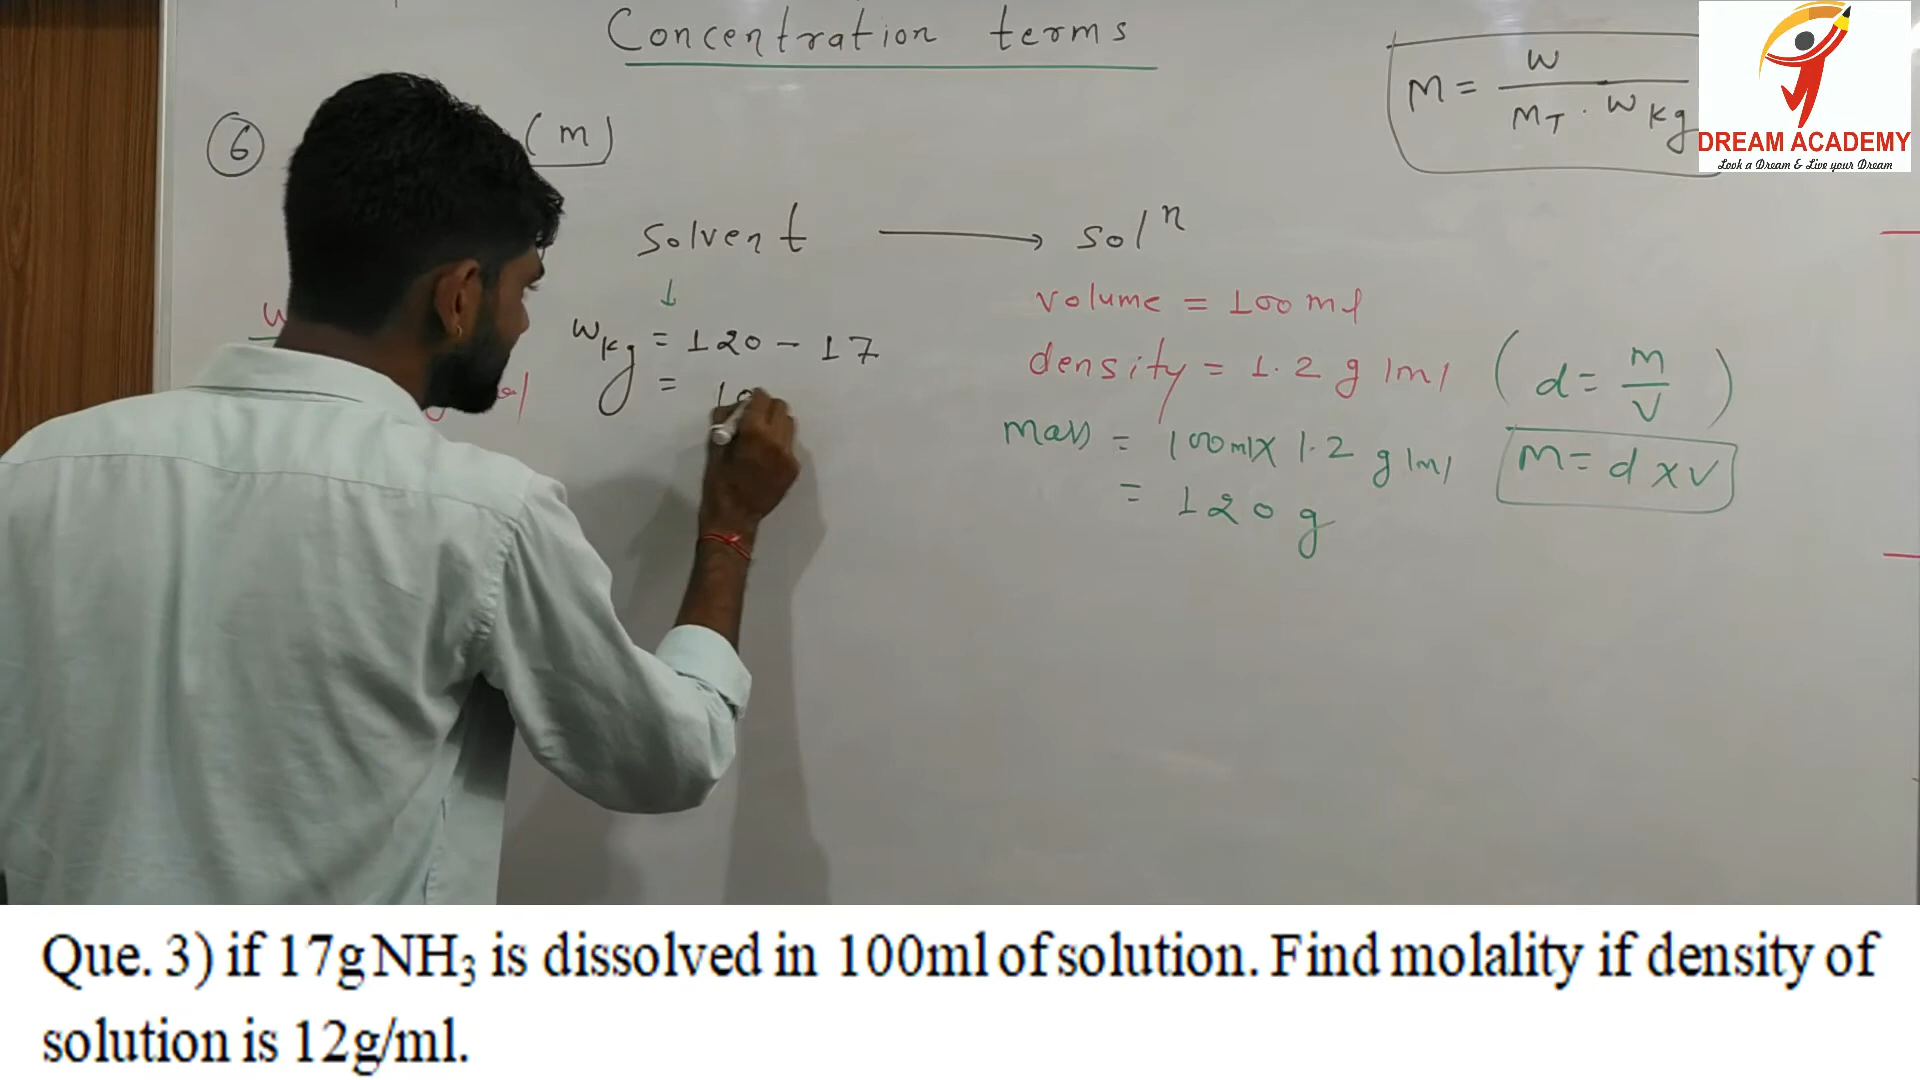 Concentration terms
M = w / M_T . w kg
DREAM ACADEMY
Look a Dream & Live your Dream
6 (m)
solvent → sol^n
↓
w kg = 120 - 17
=
volume = 100 ml
density = 1.2 g/ml (d = m/v)
mass = 100ml X 1.2 g/ml
= 120 g
m = d x v
Que. 3) if 17g NH₃ is dissolved in 100ml of solution. Find molality if density of
solution is 12g/ml.